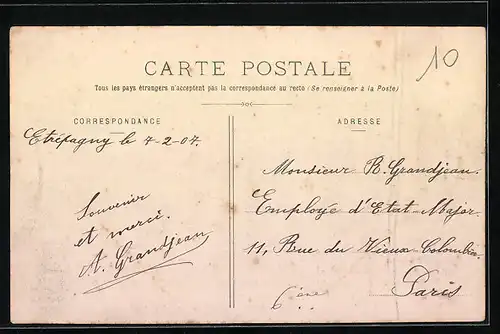 10
CARTE POSTALE
Tous les pays étrangers n'acceptent pas la correspondance au recto (Se renseigner à la Poste)
CORRESPONDANCE
Etrépagny le 7-2-07.
Souvenir
et merci.
A. Grandjean
ADRESSE
Monsieur R. Grandjean.
Employé d'Etat-Major.
11, Rue du Vieux-Colombier
Paris
6ème